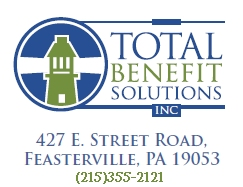 TOTAL
BENEFIT
SOLUTIONS
INC
427 E. STREET ROAD,
FEASTERVILLE, PA 19053
(215)355-2121